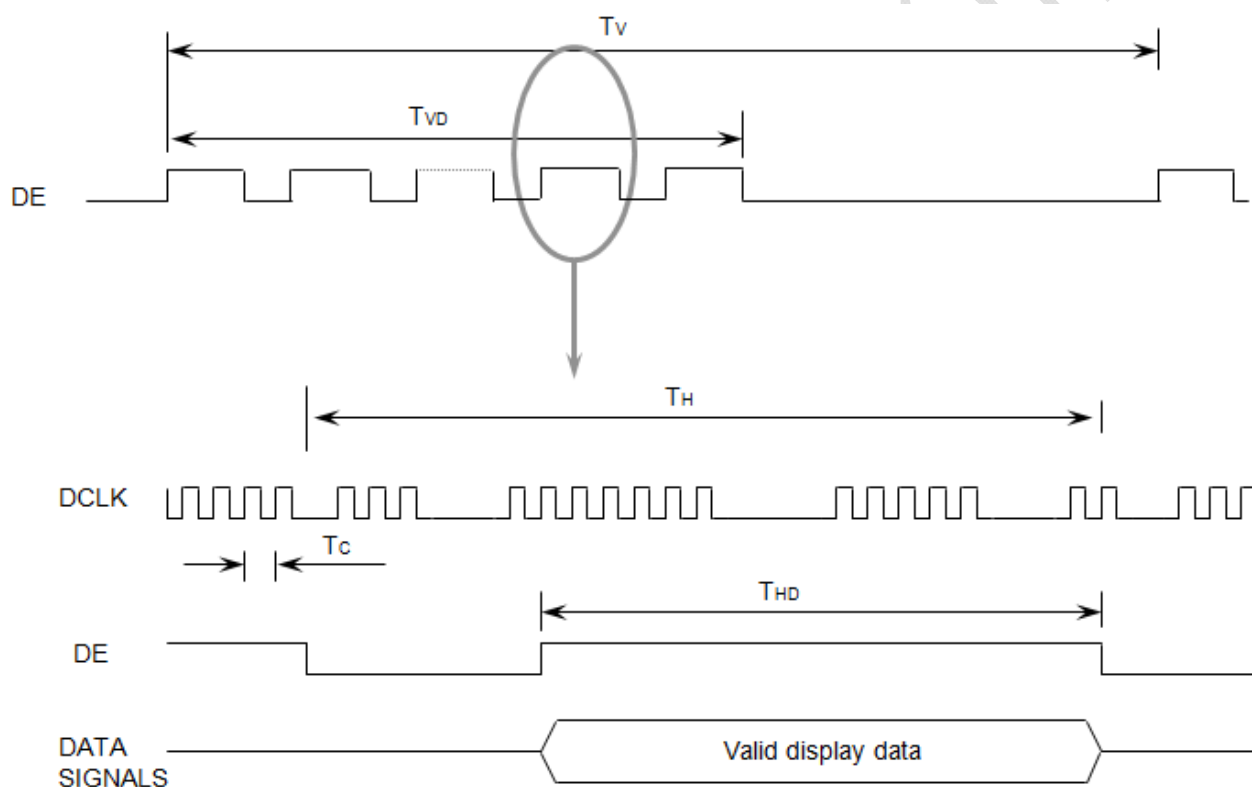 TV
TVD
DE
TH
DCLK
TC
THD
DE
DATA
SIGNALS
Valid display data